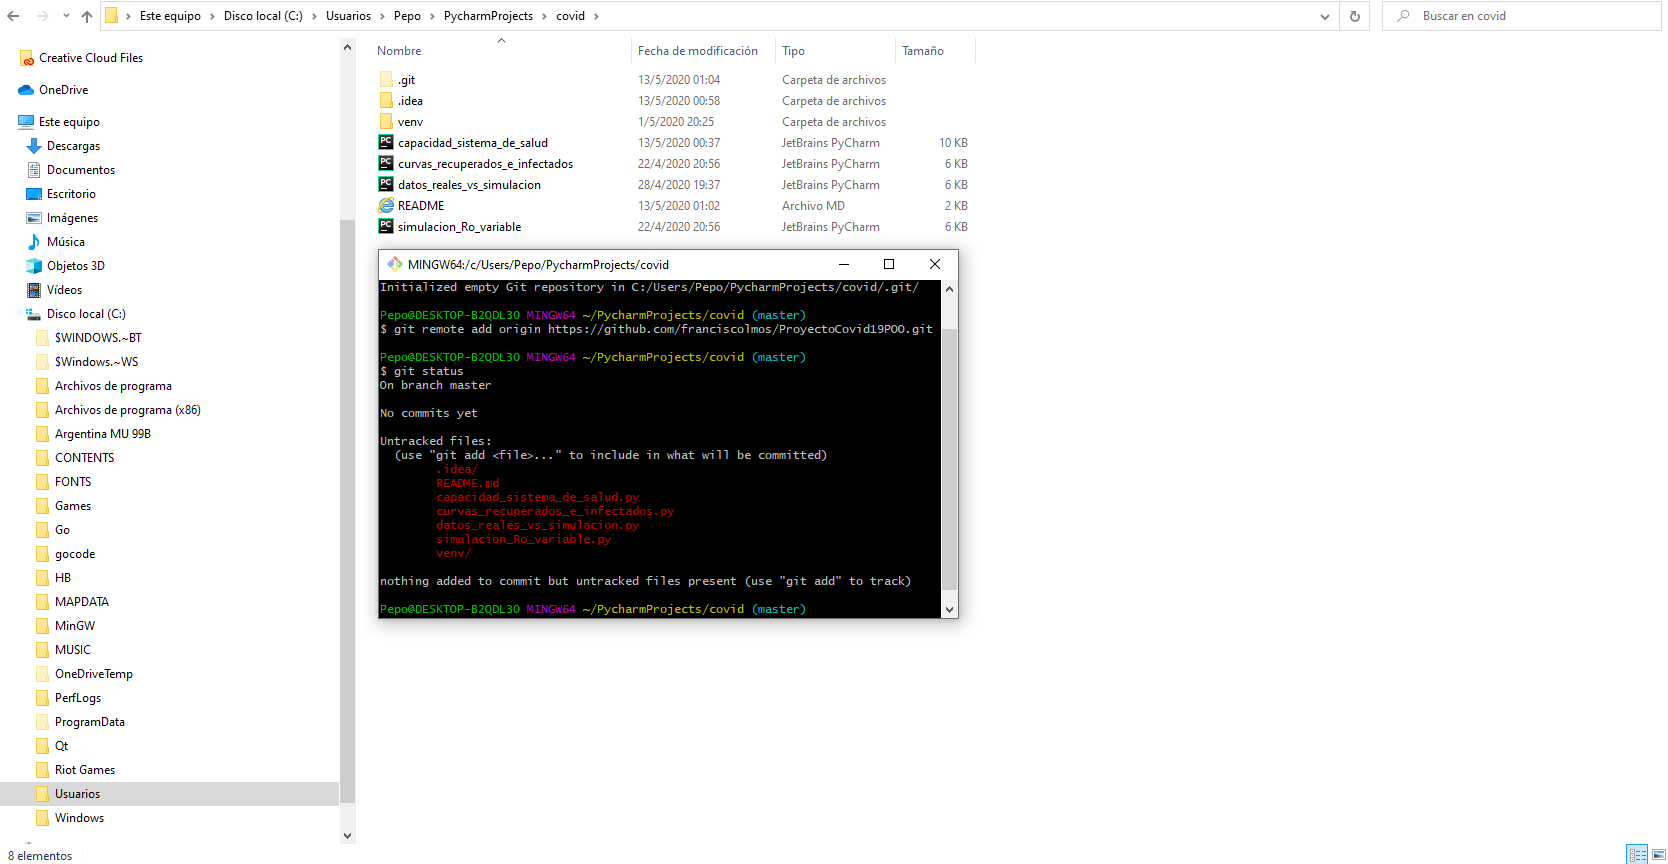 Este equipo > Disco local (C:) > Usuarios > Pepo > PycharmProjects > covid >
Buscar en covid
Creative Cloud Files
OneDrive
Este equipo
Descargas
Documentos
Escritorio
Imágenes
Música
Objetos 3D
Vídeos
Disco local (C:)
$WINDOWS.~BT
$Windows.~WS
Archivos de programa
Archivos de programa (x86)
Argentina MU 99B
CONTENTS
FONTS
Games
Go
gocode
HB
MAPDATA
MinGW
MUSIC
OneDriveTemp
PerfLogs
ProgramData
Qt
Riot Games
Usuarios
Windows
Nombre Fecha de modificación Tipo Tamaño
.git 13/5/2020 01:04 Carpeta de archivos
.idea 13/5/2020 00:58 Carpeta de archivos
venv 1/5/2020 20:25 Carpeta de archivos
capacidad_sistema_de_salud 13/5/2020 00:37 JetBrains PyCharm 10 KB
curvas_recuperados_e_infectados 22/4/2020 20:56 JetBrains PyCharm 6 KB
datos_reales_vs_simulacion 28/4/2020 19:37 JetBrains PyCharm 6 KB
README 13/5/2020 01:02 Archivo MD 2 KB
simulacion_Ro_variable 22/4/2020 20:56 JetBrains PyCharm 6 KB
MINGW64:/c/Users/Pepo/PycharmProjects/covid
Initialized empty Git repository in C:/Users/Pepo/PycharmProjects/covid/.git/
Pepo@DESKTOP-B2QDL3O MINGW64 ~/PycharmProjects/covid (master)
$ git remote add origin https://github.com/franciscolmos/ProyectoCovid19POO.git
Pepo@DESKTOP-B2QDL3O MINGW64 ~/PycharmProjects/covid (master)
$ git status
On branch master
No commits yet
Untracked files:
(use "git add <file>..." to include in what will be committed)
.idea/
README.md
capacidad_sistema_de_salud.py
curvas_recuperados_e_infectados.py
datos_reales_vs_simulacion.py
simulacion_Ro_variable.py
venv/
nothing added to commit but untracked files present (use "git add" to track)
Pepo@DESKTOP-B2QDL3O MINGW64 ~/PycharmProjects/covid (master)
8 elementos